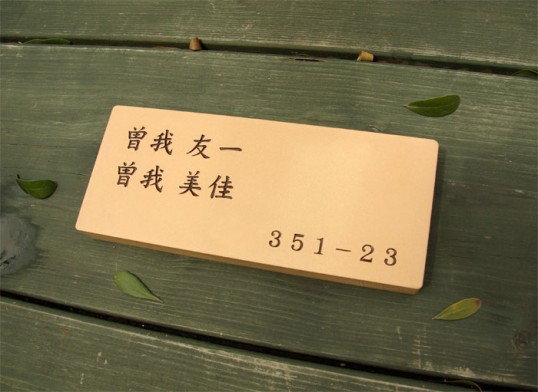 曽我 友一
曽我 美佳
351-23